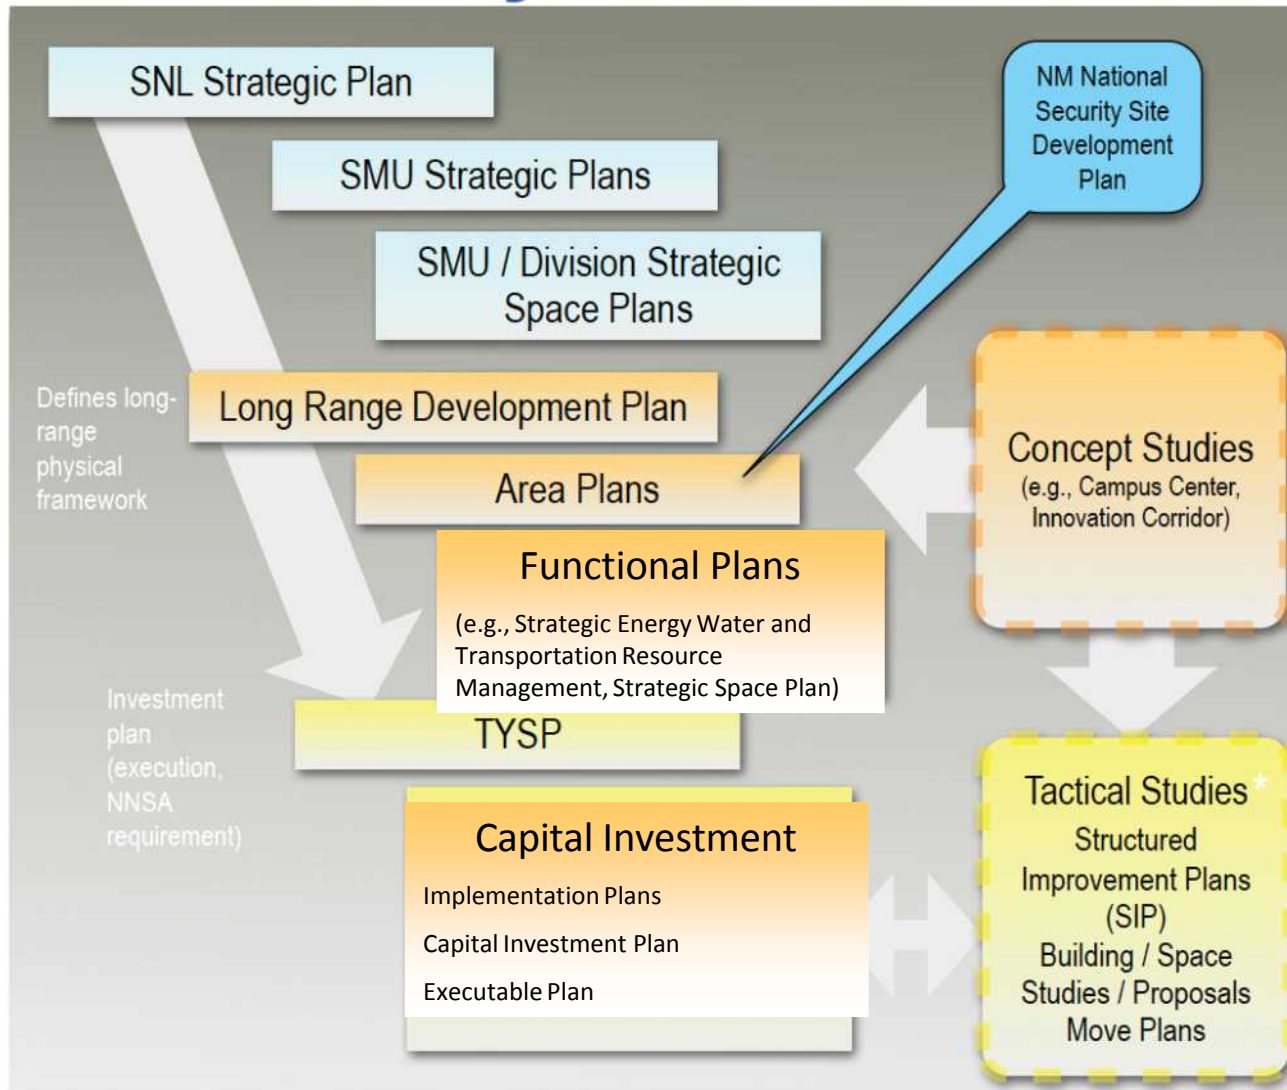 SNL Strategic Plan
NM National
Security Site
Development
Plan
SMU Strategic Plans
SMU / Division Strategic
Space Plans
Defines long-
range
physical
framework
Long Range Development Plan
Area Plans
Concept Studies
(e.g., Campus Center,
Innovation Corridor)
Functional Plans
(e.g., Strategic Energy Water and
Transportation Resource
Management, Strategic Space Plan)
Investment
plan
(execution,
NNSA
requirement)
TYSP
Capital Investment
Implementation Plans
Capital Investment Plan
Executable Plan
Tactical Studies*
Structured
Improvement Plans
(SIP)
Building / Space
Studies / Proposals
Move Plans